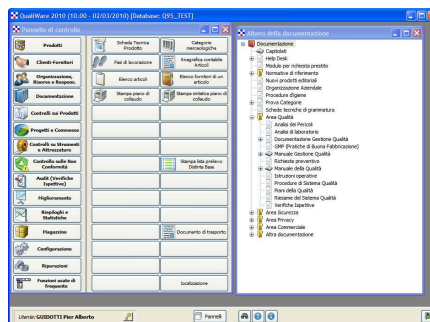 QualiWare 2010 (10.00 - 02/03/2010) [Database: Q95_TEST]
Pannello di controllo
Prodotti
Clienti-Fornitori
Organizzazione, Risorse e Respons.
Documentazione
Controlli sui Prodotti
Progetti e Commesse
Controlli su Strumenti e Attrezzature
Controllo sulle Non Conformità
Audit (Verifiche Ispettive)
Miglioramento
Riepiloghi e Statistiche
Magazzino
Configurazione
Riparazioni
Funzioni usate di frequente
Scheda Tecnica Prodotto
Categorie merceologiche
Fasi di lavorazione
Anagrafica contabile Articoli
Elenco articoli
Elenco fornitori di un articolo
Stampa piano di collaudo
Stampa sintetica piano di collaudo
Stampa lista prelievo Distinta Base
Documento di trasporto
localizzazione
Albero della documentazione
Documentazione
Capitolati
Help Desk
Modulo per richiesta prestito
Normative di riferimento
Nuovi prodotti editoriali
Organizzazione Aziendale
Procedure d'igiene
Prova Categorie
Schede tecniche di grammatura
Area Qualità
Analisi dei Pericoli
Analisi di laboratorio
Documentazione Gestione Qualità
GMP (Pratiche di Buona Fabbricazione)
Manuale Gestione Qualità
Richieste preventivo
Manuale della Qualità
Istruzioni operative
Procedure di Sistema Qualità
Piani di Qualità
Riesame del Sistema Qualità
Verifiche Ispettive
Area Sicurezza
Area Privacy
Area Commerciale
Altra documentazione
Utente: GUIDOTTI Pier Alberto
Pannelli